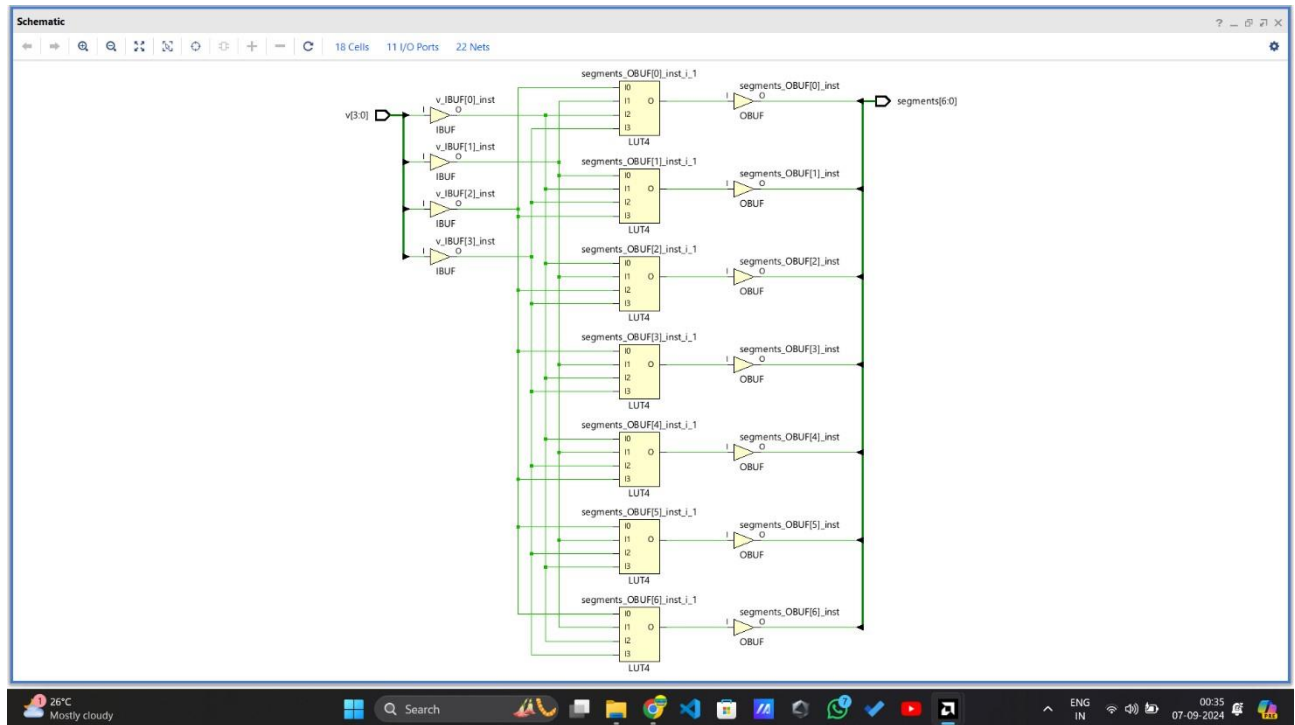 Schematic
18 Cells 11 I/O Ports 22 Nets
v[3:0]
v_IBUF[0]_inst
I O
IBUF
v_IBUF[1]_inst
I O
IBUF
v_IBUF[2]_inst
I O
IBUF
v_IBUF[3]_inst
I O
IBUF
segments_OBUF[0]_inst_i_1
I0
I1 O
I2
I3
LUT4
segments_OBUF[0]_inst
I O
OBUF
segments[6:0]
segments_OBUF[1]_inst_i_1
I0
I1 O
I2
I3
LUT4
segments_OBUF[1]_inst
I O
OBUF
segments_OBUF[2]_inst_i_1
I0
I1 O
I2
I3
LUT4
segments_OBUF[2]_inst
I O
OBUF
segments_OBUF[3]_inst_i_1
I0
I1 O
I2
I3
LUT4
segments_OBUF[3]_inst
I O
OBUF
segments_OBUF[4]_inst_i_1
I0
I1 O
I2
I3
LUT4
segments_OBUF[4]_inst
I O
OBUF
segments_OBUF[5]_inst_i_1
I0
I1 O
I2
I3
LUT4
segments_OBUF[5]_inst
I O
OBUF
segments_OBUF[6]_inst_i_1
I0
I1 O
I2
I3
LUT4
segments_OBUF[6]_inst
I O
OBUF
1
26°C
Mostly cloudy
Search
7
ENG
IN
00:35
07-09-2024